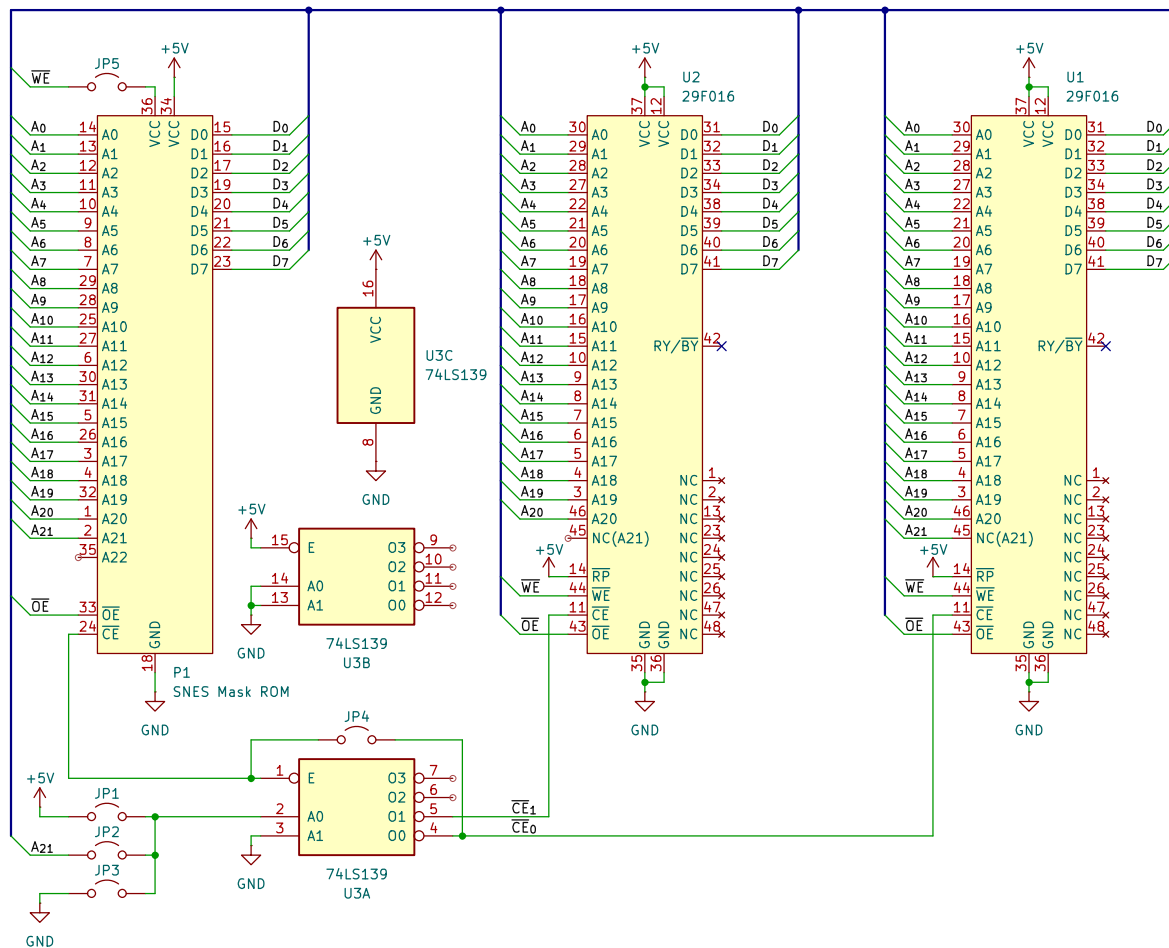 +5V
JP5
W̅E̅
36
34
VCC
VCC
A0 14 A0
A1 13 A1
A2 12 A2
A3 11 A3
A4 10 A4
A5 9 A5
A6 8 A6
A7 7 A7
A8 29 A8
A9 28 A9
A10 25 A10
A11 27 A11
A12 6 A12
A13 30 A13
A14 31 A14
A15 5 A15
A16 26 A16
A17 3 A17
A18 4 A18
A19 32 A19
A20 1 A20
A21 2 A21
35 A22
O̅E̅ 33 O̅E̅
24 C̅E̅
D0 15 D0
D1 16 D1
D2 17 D2
D3 19 D3
D4 20 D4
D5 21 D5
D6 22 D6
D7 23 D7
GND
18
P1
SNES Mask ROM
GND
+5V
16
VCC
GND
8
U3C
74LS139
GND
+5V
15 E
14 A0
13 A1
O3 9
O2 10
O1 11
O0 12
GND
74LS139
U3B
JP4
1 E
2 A0
3 A1
O3 7
O2 6
O1 5 C̅E̅1
O0 4 C̅E̅0
GND
74LS139
U3A
+5V
JP1
JP2
A21
JP3
GND
+5V
U2
29F016
37
12
VCC
VCC
A0 30 A0
A1 29 A1
A2 28 A2
A3 27 A3
A4 22 A4
A5 21 A5
A6 20 A6
A7 19 A7
A8 18 A8
A9 17 A9
A10 16 A10
A11 15 A11
A12 10 A12
A13 9 A13
A14 8 A14
A15 7 A15
A16 6 A16
A17 5 A17
A18 4 A18
A19 3 A19
A20 46 A20
45 NC(A21)
+5V
14 R̅P̅
W̅E̅ 44 W̅E̅
11 C̅E̅
O̅E̅ 43 O̅E̅
D0 31 D0
D1 32 D1
D2 33 D2
D3 34 D3
D4 38 D4
D5 39 D5
D6 40 D6
D7 41 D7
RY/B̅Y̅ 42
NC 1
NC 2
NC 13
NC 23
NC 24
NC 25
NC 26
NC 47
NC 48
GND
GND
35
36
GND
+5V
U1
29F016
37
12
VCC
VCC
A0 30 A0
A1 29 A1
A2 28 A2
A3 27 A3
A4 22 A4
A5 21 A5
A6 20 A6
A7 19 A7
A8 18 A8
A9 17 A9
A10 16 A10
A11 15 A11
A12 10 A12
A13 9 A13
A14 8 A14
A15 7 A15
A16 6 A16
A17 5 A17
A18 4 A18
A19 3 A19
A20 46 A20
A21 45 NC(A21)
+5V
14 R̅P̅
W̅E̅ 44 W̅E̅
11 C̅E̅
O̅E̅ 43 O̅E̅
D0 31 D0
D1 32 D1
D2 33 D2
D3 34 D3
D4 38 D4
D5 39 D5
D6 40 D6
D7 41 D7
RY/B̅Y̅ 42
NC 1
NC 2
NC 13
NC 23
NC 24
NC 25
NC 26
NC 47
NC 48
GND
GND
35
36
GND